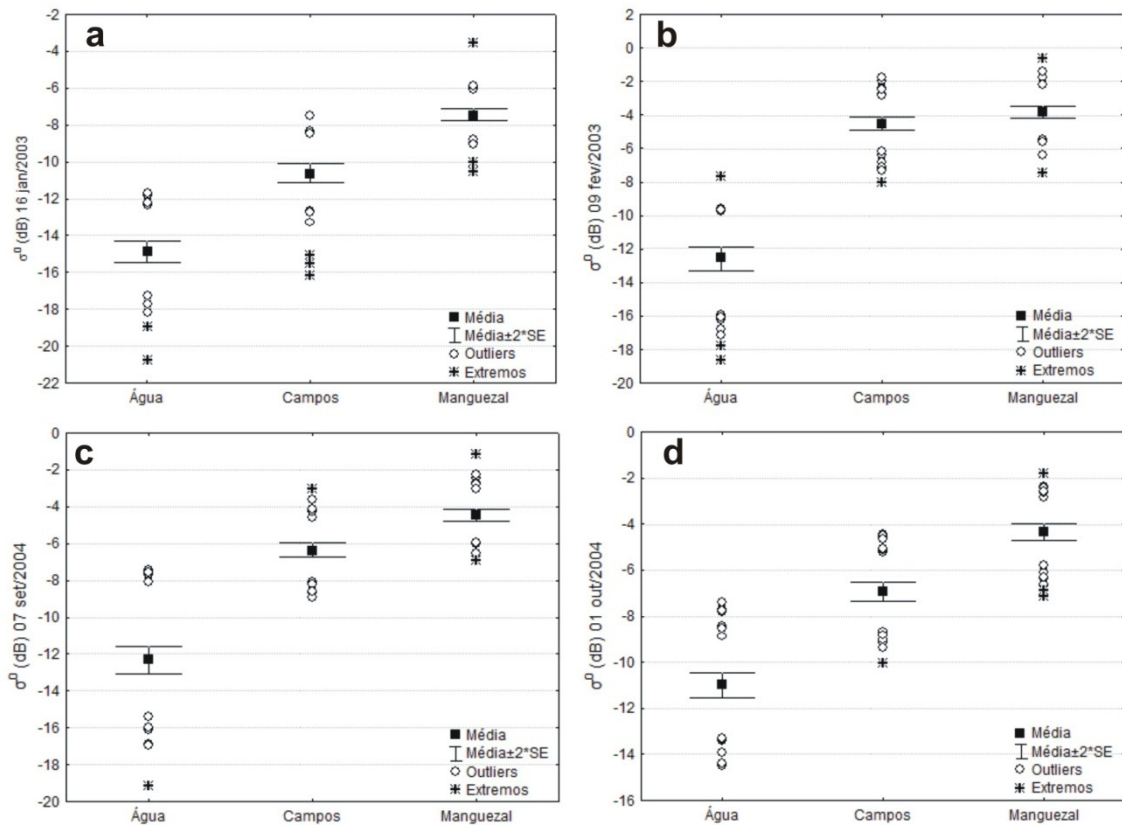 a
-2
-4
-6
-8
-10
-12
-14
-16
-18
-20
-22
σ⁰ (dB) 16 jan/2003
Média
Média±2*SE
Outliers
Extremos
Água Campos Manguezal
b
2
0
-2
-4
-6
-8
-10
-12
-14
-16
-18
-20
σ⁰ (dB) 09 fev/2003
Média
Média±2*SE
Outliers
Extremos
Água Campos Manguezal
c
0
-2
-4
-6
-8
-10
-12
-14
-16
-18
-20
σ⁰ (dB) 07 set/2004
Média
Média±2*SE
Outliers
Extremos
Água Campos Manguezal
d
0
-2
-4
-6
-8
-10
-12
-14
-16
σ⁰ (dB) 01 out/2004
Média
Média±2*SE
Outliers
Extremos
Água Campos Manguezal